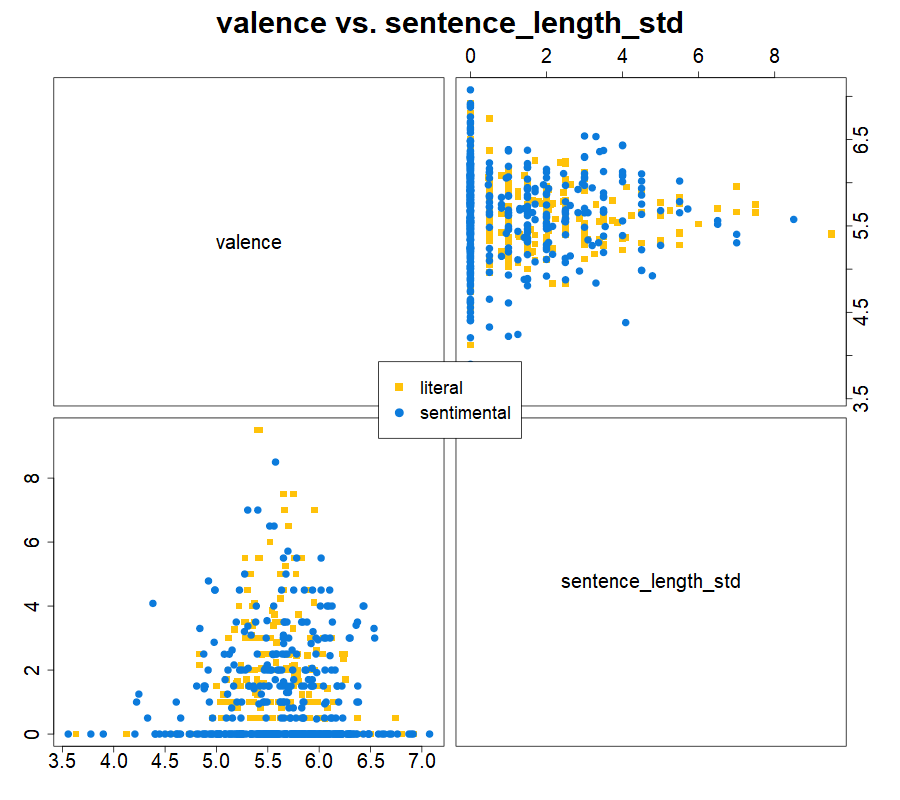 valence vs. sentence_length_std
0 2 4 6 8
valence
6.5
5.5
4.5
3.5
literal
sentimental
8
6
4
2
0
sentence_length_std
3.5 4.0 4.5 5.0 5.5 6.0 6.5 7.0